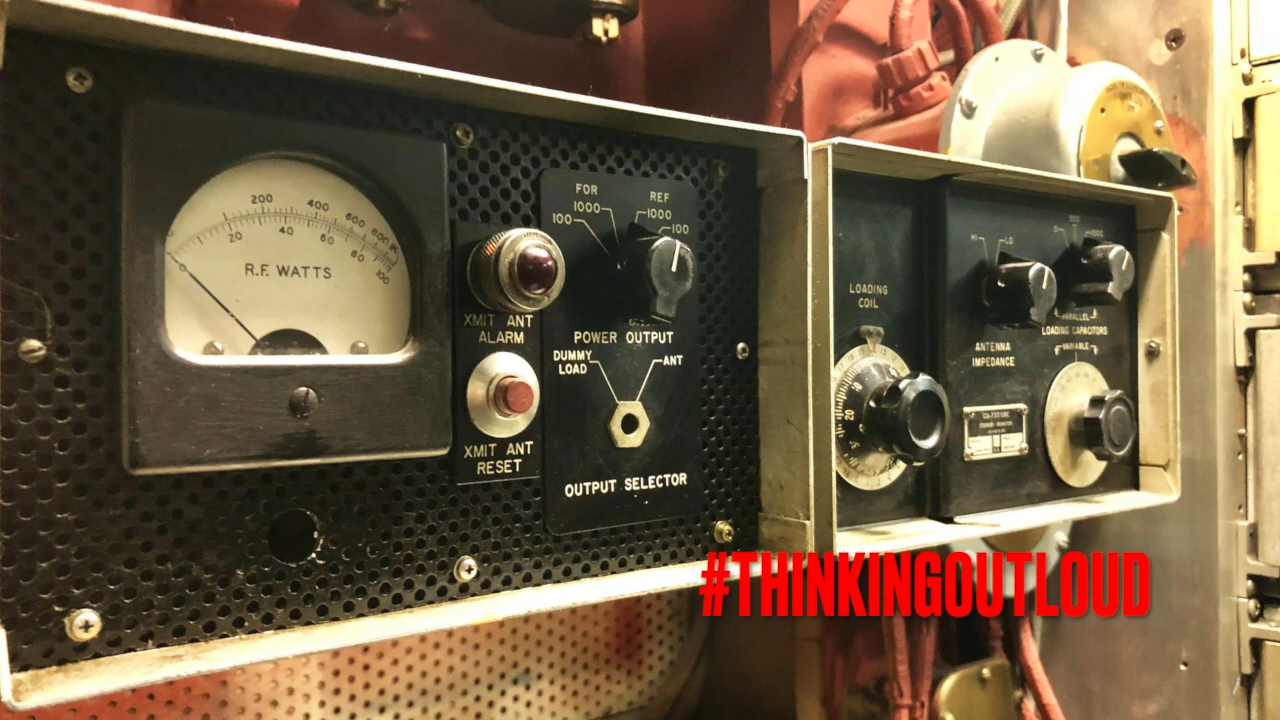 200 400 600 800 1K
20 40 60 80 100
R.F. WATTS
XMIT ANT
ALARM
XMIT ANT
RESET
FOR
1000
100
REF
1000
100
POWER OUTPUT
DUMMY
LOAD
ANT
OUTPUT SELECTOR
LOADING
COIL
20
HI
LO
ANTENNA
IMPEDANCE
PARALLEL
LOADING CAPACITORS
VARIABLE
#THINKINGOUTLOUD